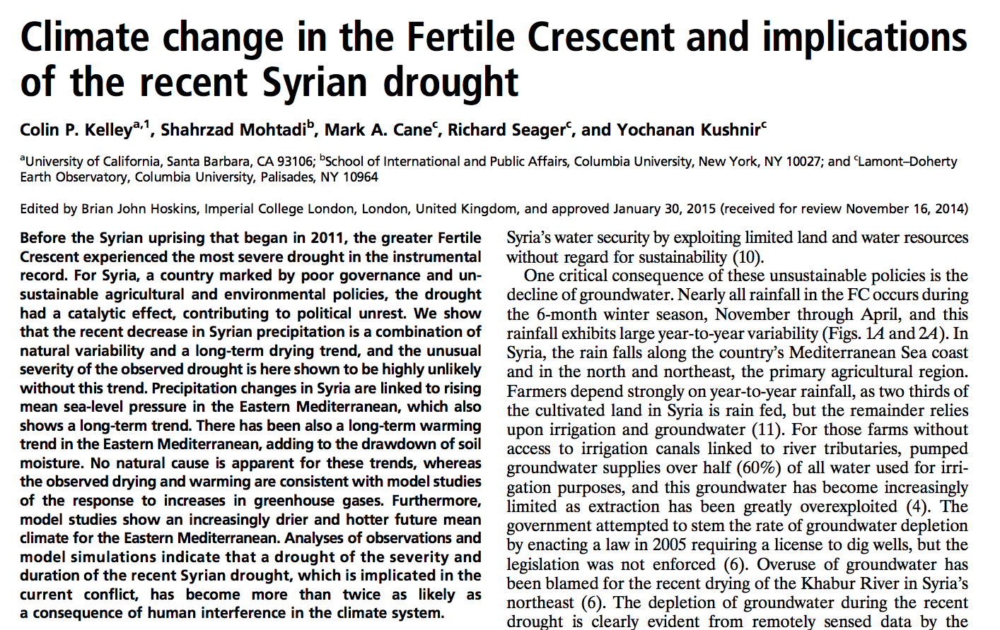 Climate change in the Fertile Crescent and implications
of the recent Syrian drought
Colin P. Kelleya,1, Shahrzad Mohtadib, Mark A. Canec, Richard Seagerc, and Yochanan Kushnirc
aUniversity of California, Santa Barbara, CA 93106; bSchool of International and Public Affairs, Columbia University, New York, NY 10027; and cLamont–Doherty
Earth Observatory, Columbia University, Palisades, NY 10964
Edited by Brian John Hoskins, Imperial College London, London, United Kingdom, and approved January 30, 2015 (received for review November 16, 2014)
Before the Syrian uprising that began in 2011, the greater Fertile
Crescent experienced the most severe drought in the instrumental
record. For Syria, a country marked by poor governance and un-
sustainable agricultural and environmental policies, the drought
had a catalytic effect, contributing to political unrest. We show
that the recent decrease in Syrian precipitation is a combination of
natural variability and a long-term drying trend, and the unusual
severity of the observed drought is here shown to be highly unlikely
without this trend. Precipitation changes in Syria are linked to rising
mean sea-level pressure in the Eastern Mediterranean, which also
shows a long-term trend. There has been also a long-term warming
trend in the Eastern Mediterranean, adding to the drawdown of soil
moisture. No natural cause is apparent for these trends, whereas
the observed drying and warming are consistent with model studies
of the response to increases in greenhouse gases. Furthermore,
model studies show an increasingly drier and hotter future mean
climate for the Eastern Mediterranean. Analyses of observations and
model simulations indicate that a drought of the severity and
duration of the recent Syrian drought, which is implicated in the
current conflict, has become more than twice as likely as
a consequence of human interference in the climate system.
Syria's water security by exploiting limited land and water resources
without regard for sustainability (10).
One critical consequence of these unsustainable policies is the
decline of groundwater. Nearly all rainfall in the FC occurs during
the 6-month winter season, November through April, and this
rainfall exhibits large year-to-year variability (Figs. 1A and 2A). In
Syria, the rain falls along the country's Mediterranean Sea coast
and in the north and northeast, the primary agricultural region.
Farmers depend strongly on year-to-year rainfall, as two thirds of
the cultivated land in Syria is rain fed, but the remainder relies
upon irrigation and groundwater (11). For those farms without
access to irrigation canals linked to river tributaries, pumped
groundwater supplies over half (60%) of all water used for irri-
gation purposes, and this groundwater has become increasingly
limited as extraction has been greatly overexploited (4). The
government attempted to stem the rate of groundwater depletion
by enacting a law in 2005 requiring a license to dig wells, but the
legislation was not enforced (6). Overuse of groundwater has
been blamed for the recent drying of the Khabur River in Syria's
northeast (6). The depletion of groundwater during the recent
drought is clearly evident from remotely sensed data by the